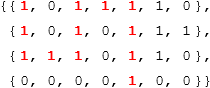 {{1, 0, 1, 1, 1, 1, 0},
{1, 0, 1, 0, 1, 1, 1},
{1, 1, 1, 0, 1, 1, 0},
{0, 0, 0, 0, 1, 0, 0}}